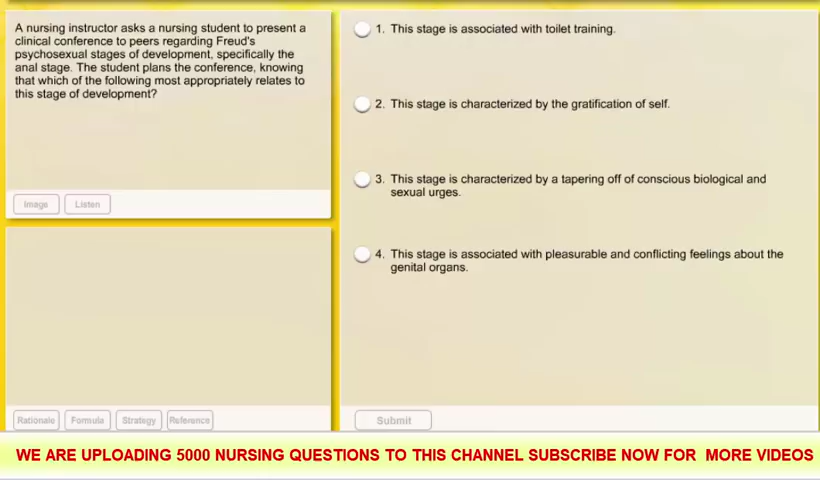 A nursing instructor asks a nursing student to present a
clinical conference to peers regarding Freud's
psychosexual stages of development, specifically the
anal stage. The student plans the conference, knowing
that which of the following most appropriately relates to
this stage of development?
Image Listen
1. This stage is associated with toilet training.
2. This stage is characterized by the gratification of self.
3. This stage is characterized by a tapering off of conscious biological and
sexual urges.
4. This stage is associated with pleasurable and conflicting feelings about the
genital organs.
Rationale Formula Strategy Reference
Submit
WE ARE UPLOADING 5000 NURSING QUESTIONS TO THIS CHANNEL SUBSCRIBE NOW FOR MORE VIDEOS